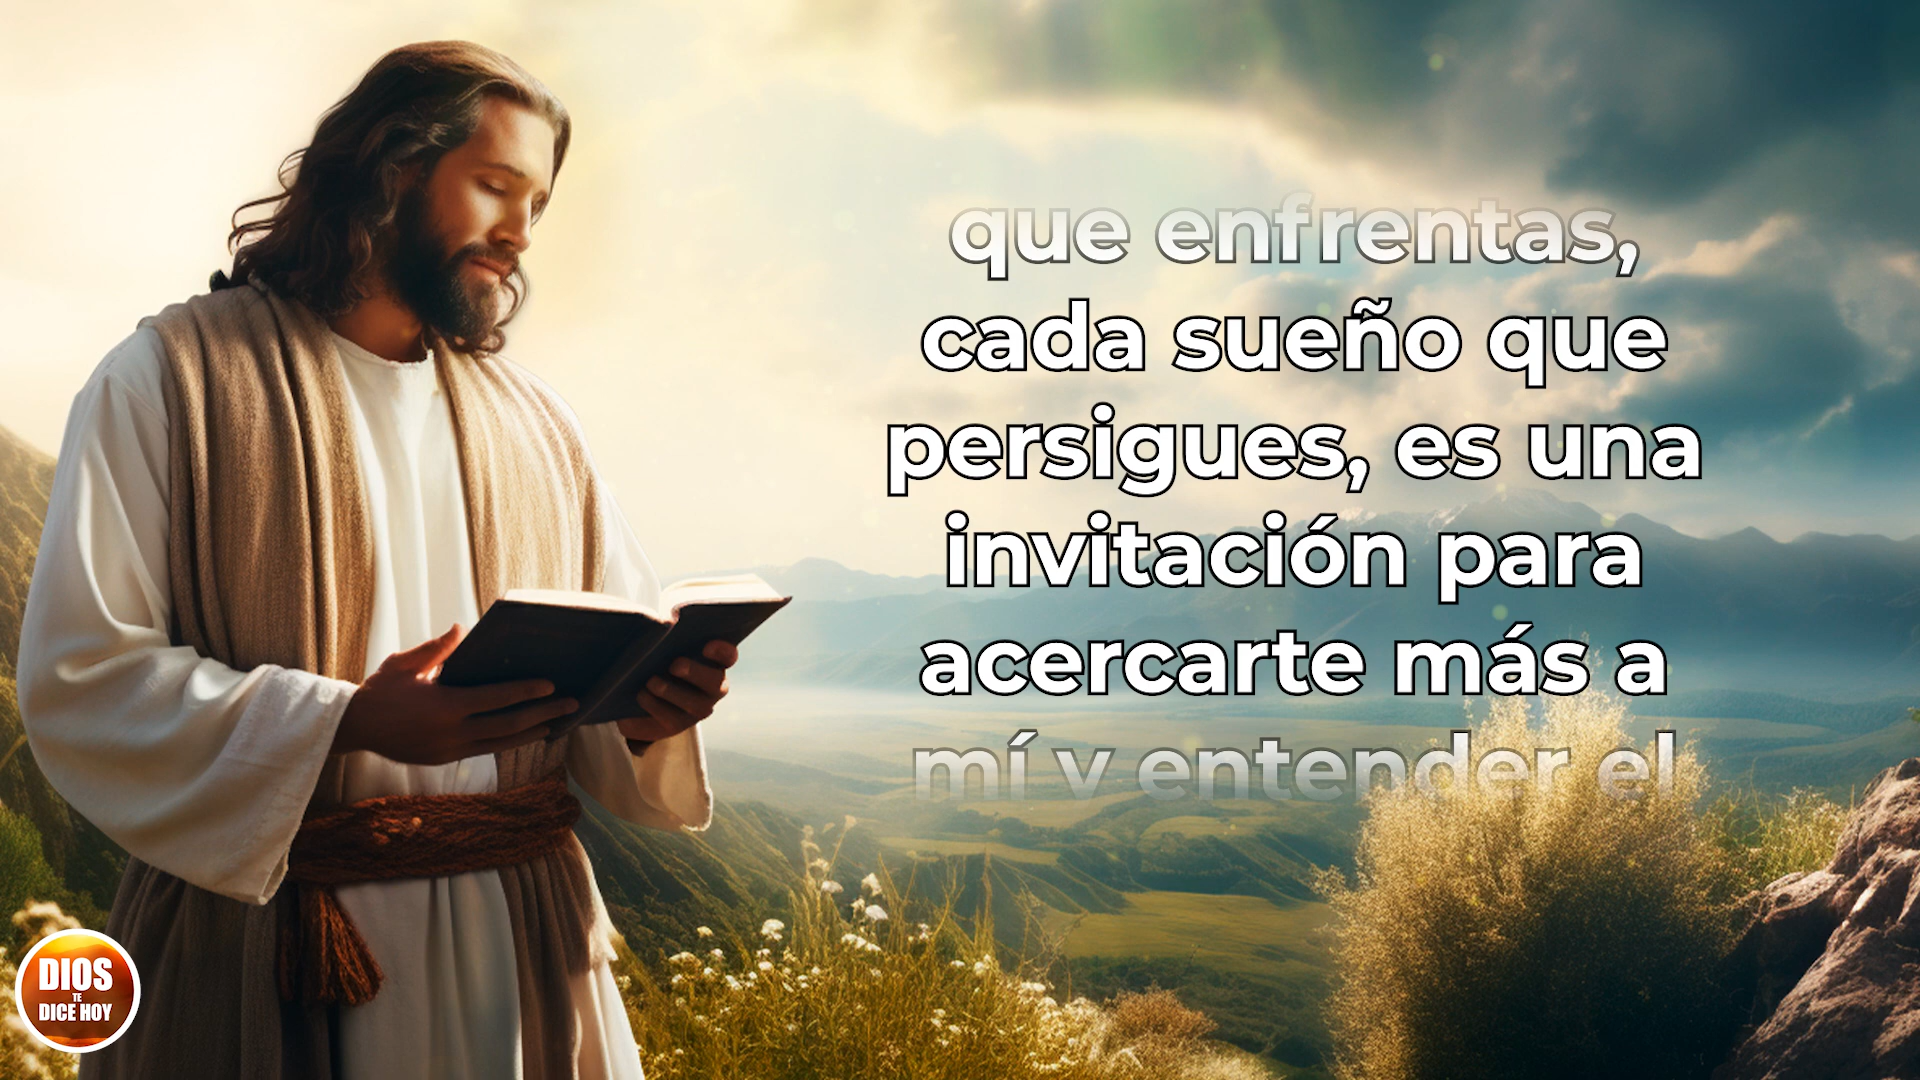 que enfrentas,
cada sueño que
persigues, es una
invitación para
acercarte más a
mí y entender el
DIOS
TE
DICE HOY